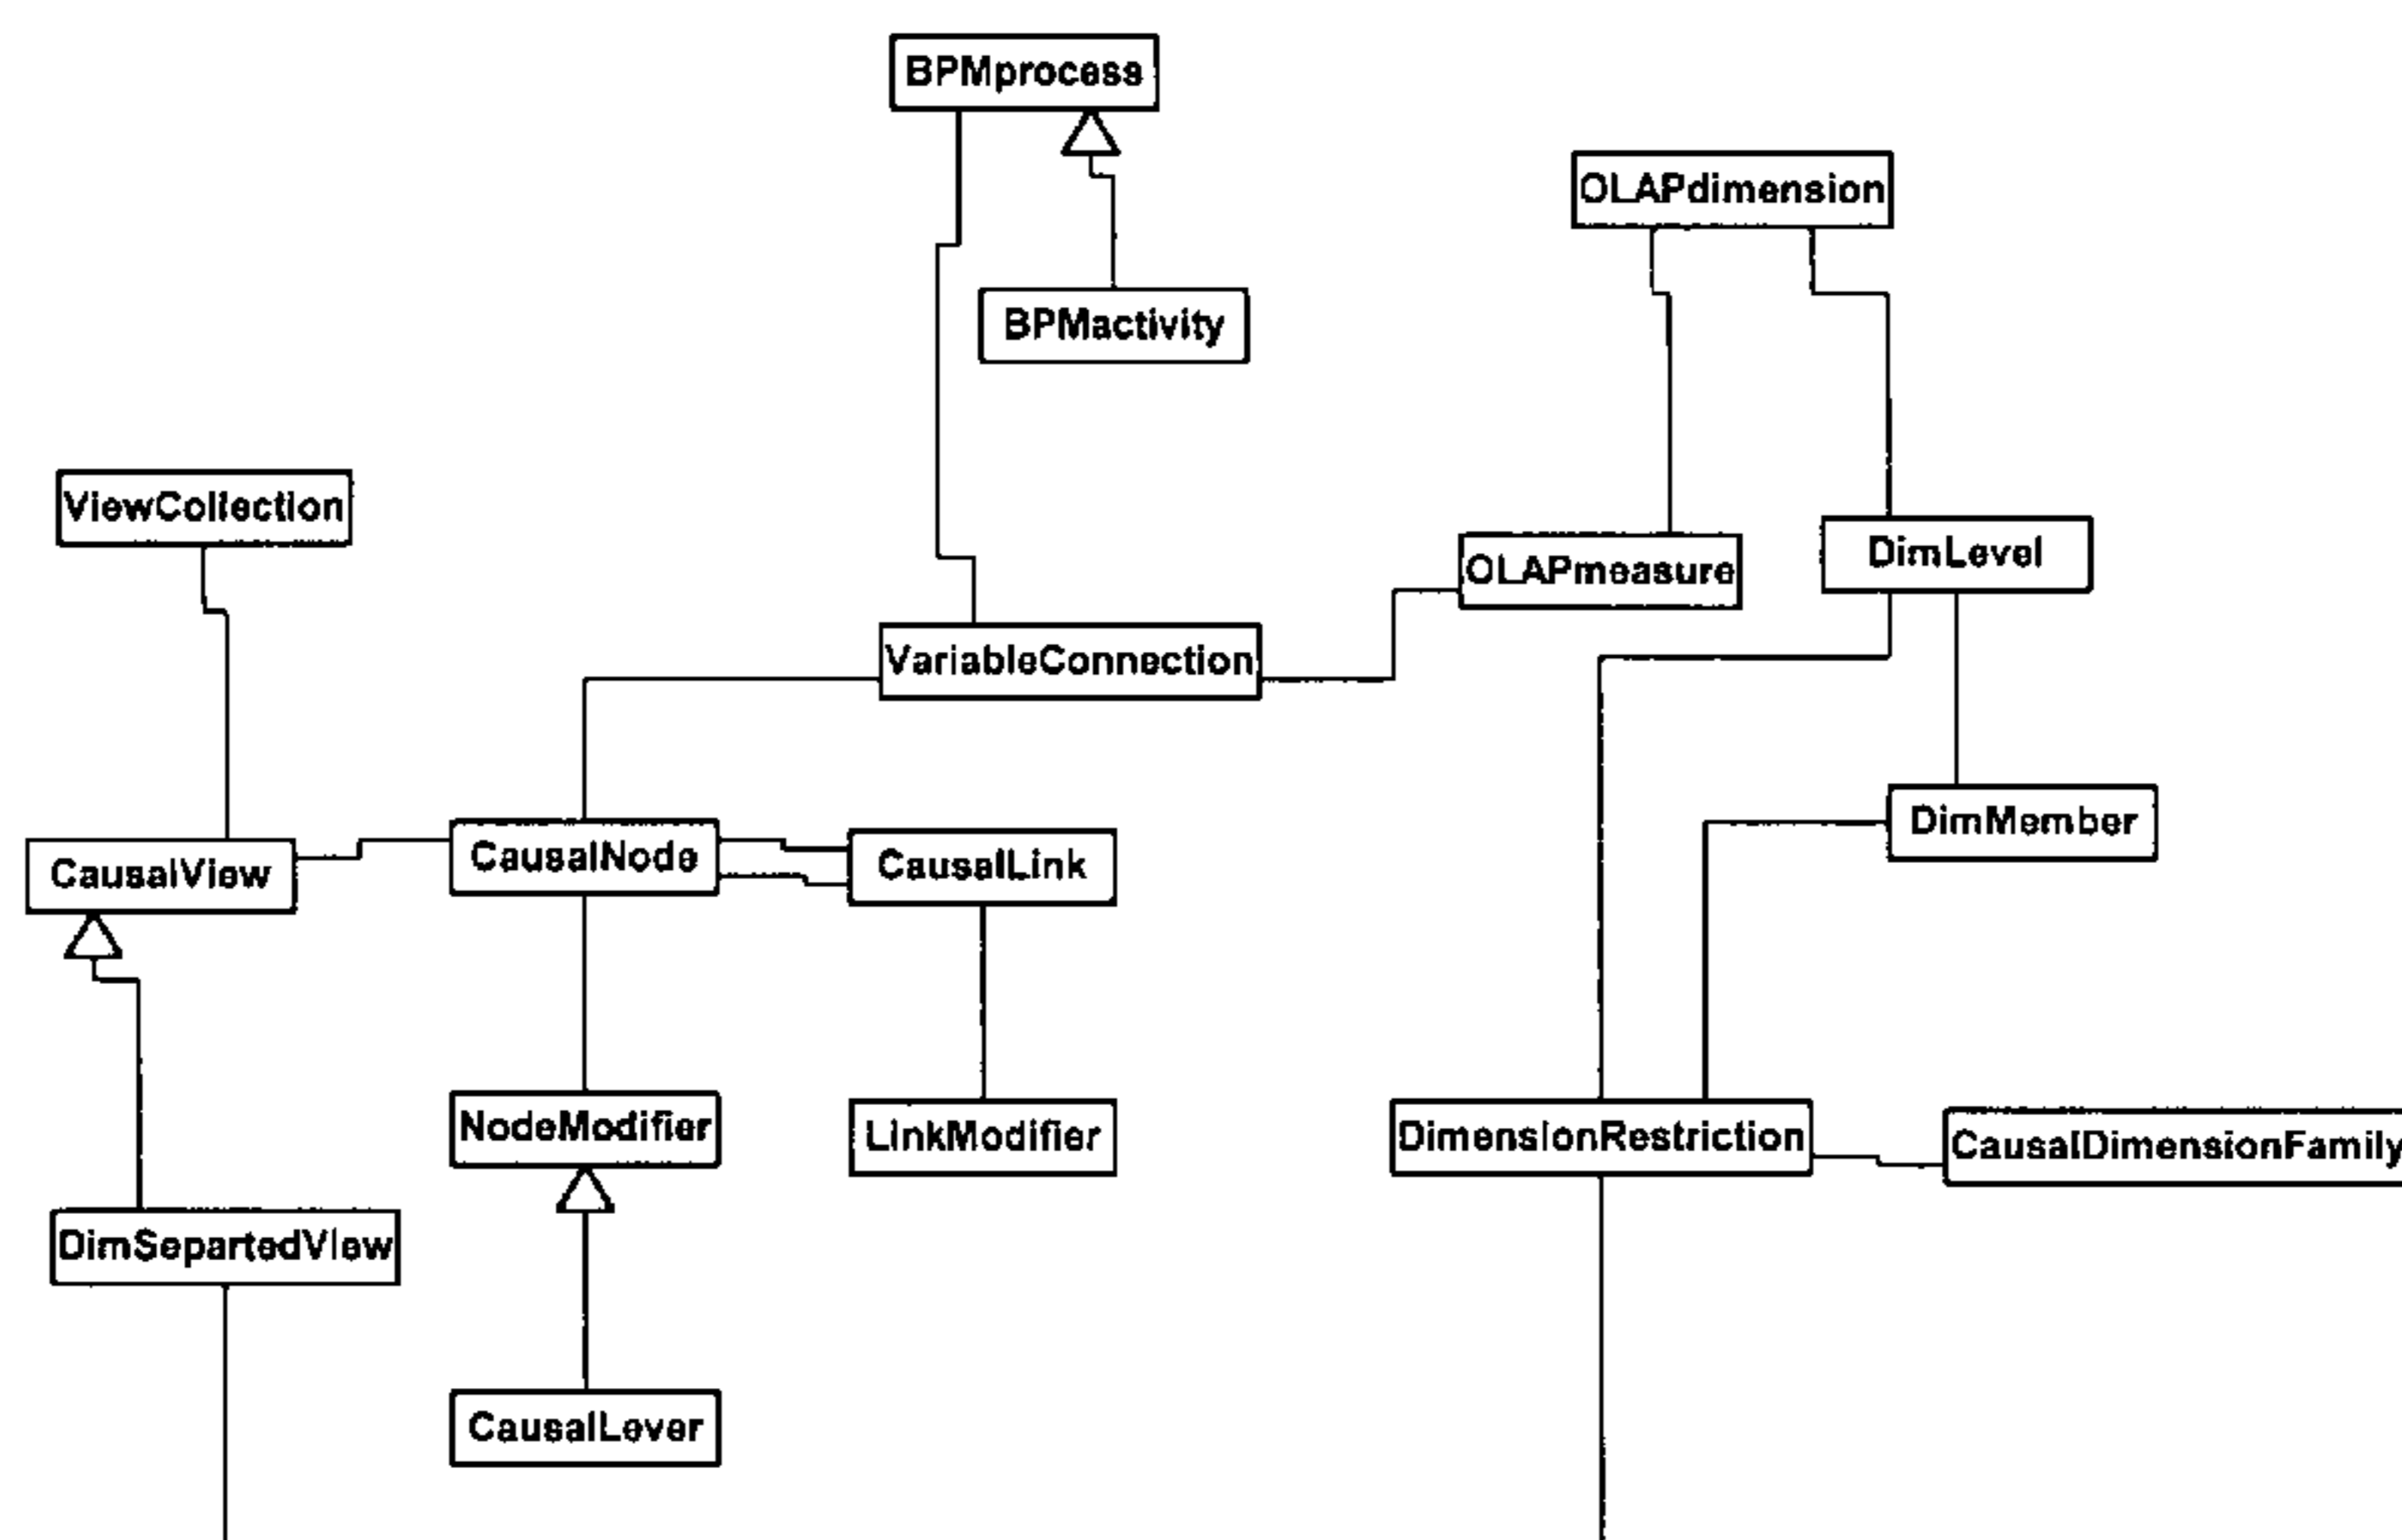 BPMprocess
OLAPdimension
BPMactivity
ViewCollection
DimLevel
OLAPmeasure
VariableConnection
DimMember
CausalView
CausalNode
CausalLink
NodeModifier
LinkModifier
DimensionRestriction
CausalDimensionFamily
DimSepartedView
CausalLever